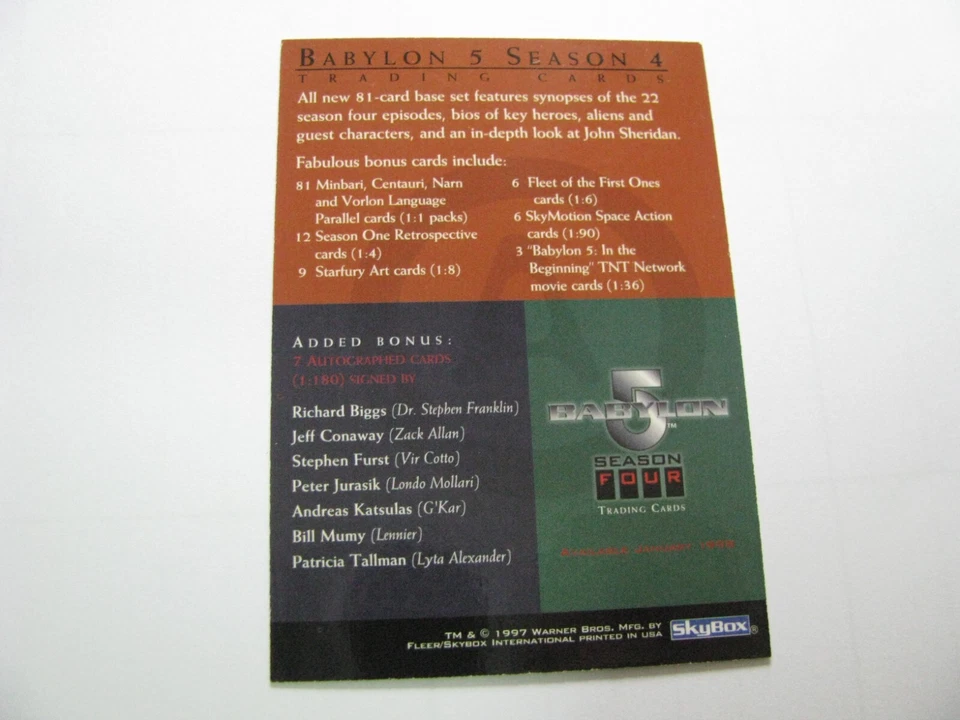 BABYLON 5 SEASON 4
TRADING CARDS
All new 81-card base set features synopses of the 22
season four episodes, bios of key heroes, aliens and
guest characters, and an in-depth look at John Sheridan.
Fabulous bonus cards include:
81 Minbari, Centauri, Narn
and Vorlon Language
Parallel cards (1:1 packs)
12 Season One Retrospective
cards (1:4)
9 Starfury Art cards (1:8)
6 Fleet of the First Ones
cards (1:6)
6 SkyMotion Space Action
cards (1:90)
3 "Babylon 5: In the
Beginning" TNT Network
movie cards (1:36)
ADDED BONUS:
7 AUTOGRAPHED CARDS
(1:180) SIGNED BY
Richard Biggs (Dr. Stephen Franklin)
Jeff Conaway (Zack Allan)
Stephen Furst (Vir Cotto)
Peter Jurasik (Londo Mollari)
Andreas Katsulas (G'Kar)
Bill Mumy (Lennier)
Patricia Tallman (Lyta Alexander)
BABYLON 5 ™
SEASON
FOUR
TRADING CARDS
RELEASES JANUARY 1998
TM & © 1997 WARNER BROS. MFG. BY
FLEER/SKYBOX INTERNATIONAL PRINTED IN USA
SKYBOX®